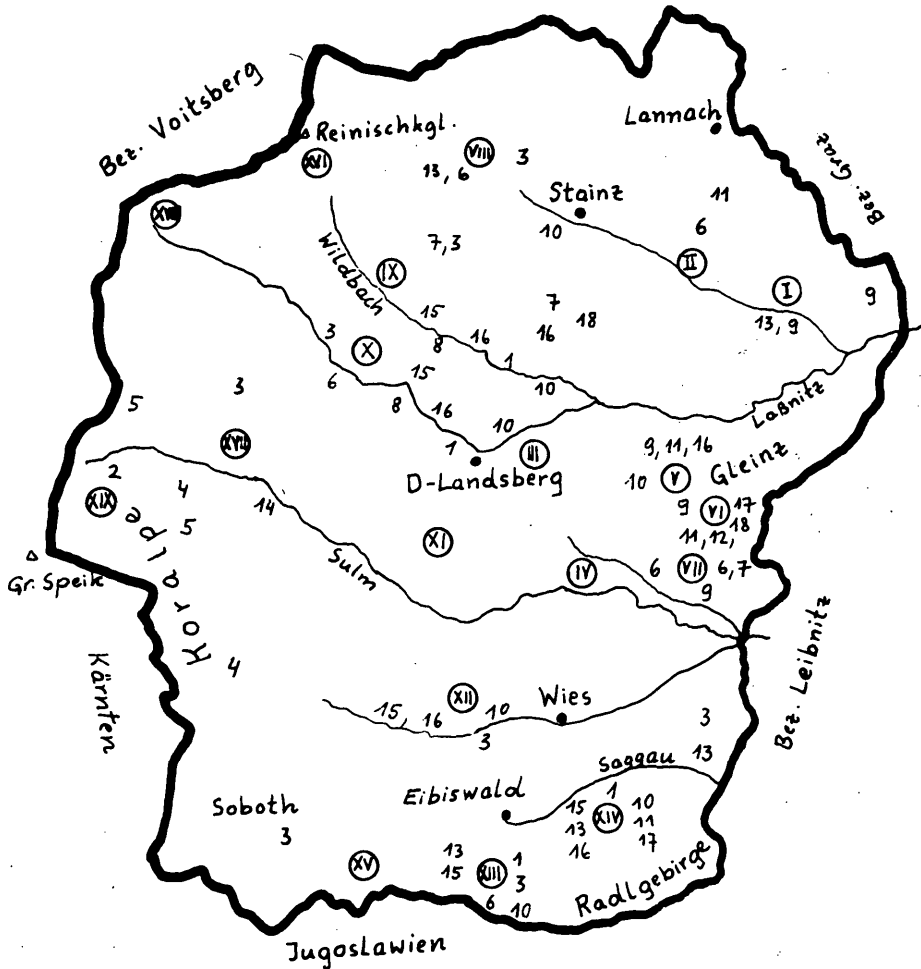 Bez. Voitsberg
Reinischkgl.
XVI
VIII
3
13, 6
Lannach
Bez. Graz
Stainz
11
10
6
XVIII
7, 3
Wildbach
IX
II
I
9
13, 9
15
7
18
16
3
8
16
1
X
15
10
6
8
16
3
5
10
1
Laßnitz
XVII
III
D-Landsberg
9, 11, 16
Gleinz
10
V
9
VI
17
18
11, 12,
2
XIX
4
5
14
Koralpe
Gr. Speik
XI
Sulm
IV
6
VII
6, 7
9
4
Kärnten
Bez. Leibnitz
XII
15, 16
10
3
Wies
3
13
Saggau
Eibiswald
Soboth
3
1
15
10
XIV
13
11
16
17
XV
13
15
XIII
1
3
6
10
Radlgebirge
Jugoslawien